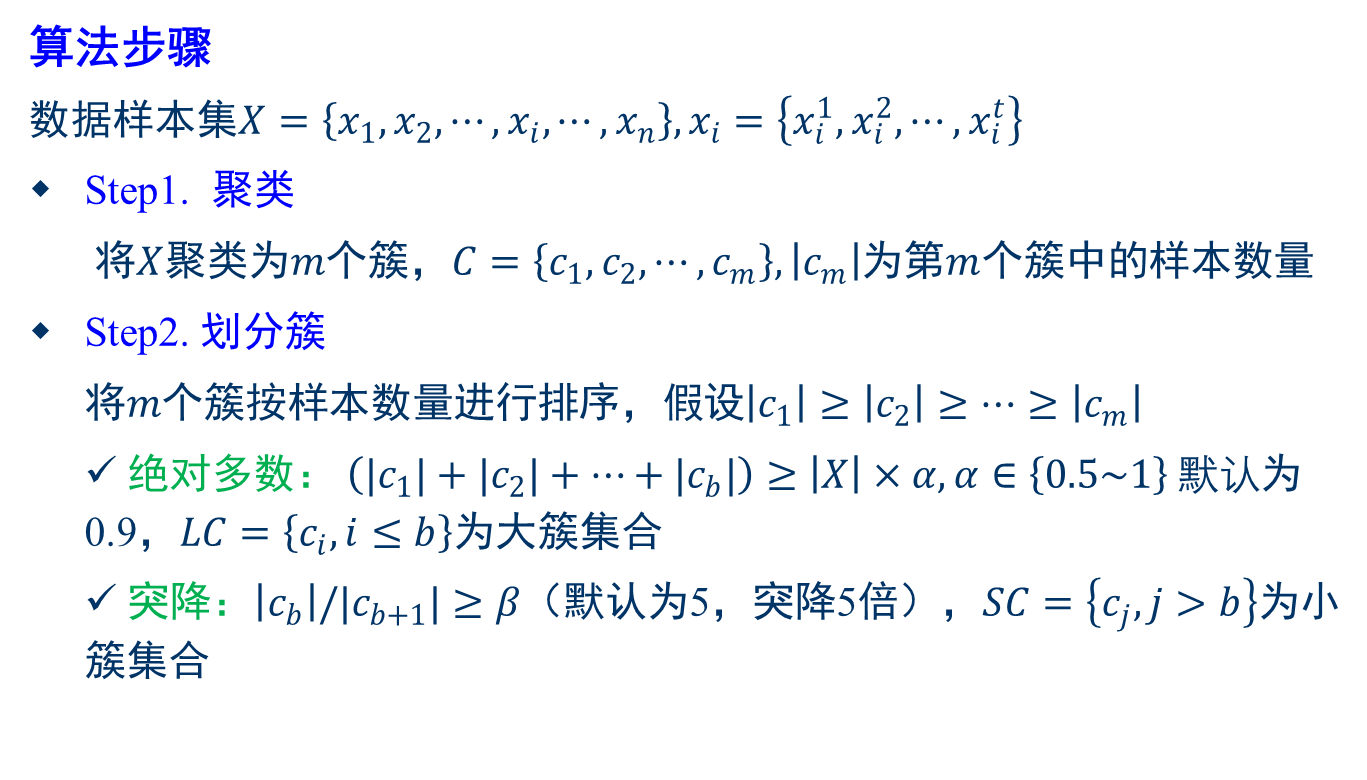 算法步骤
数据样本集𝑋 = {𝑥₁, 𝑥₂, ⋯ , 𝑥ᵢ, ⋯ , 𝑥ₙ}, 𝑥ᵢ = {𝑥ᵢ¹, 𝑥ᵢ², ⋯ , 𝑥ᵢᵗ}
◆ Step1. 聚类
将𝑋聚类为𝑚个簇，𝐶 = {𝑐₁, 𝑐₂, ⋯ , 𝑐ₘ}, |𝑐ₘ|为第𝑚个簇中的样本数量
◆ Step2. 划分簇
将𝑚个簇按样本数量进行排序，假设|𝑐₁| ≥ |𝑐₂| ≥ ⋯ ≥ |𝑐ₘ|
✓ 绝对多数： (|𝑐₁| + |𝑐₂| + ⋯ + |𝑐_𝑏|) ≥ |𝑋| × 𝛼, 𝛼 ∈ {0.5~1} 默认为
0.9，𝐿𝐶 = {𝑐ᵢ, 𝑖 ≤ 𝑏}为大簇集合
✓ 突降：|𝑐_𝑏|/|𝑐_{𝑏+1}| ≥ 𝛽（默认为5，突降5倍），𝑆𝐶 = {𝑐ⱼ, 𝑗 > 𝑏}为小
簇集合